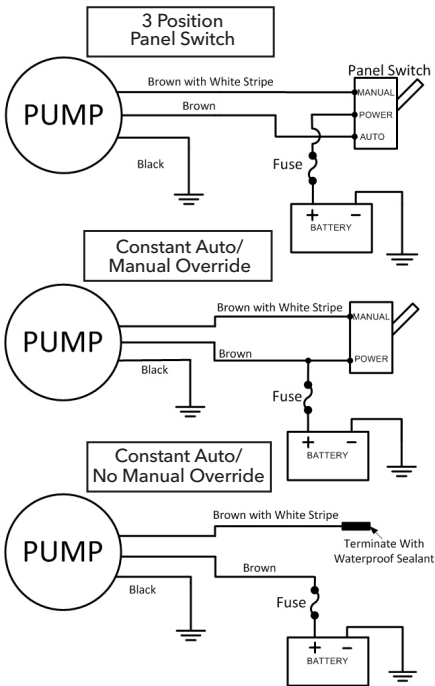 3 Position
Panel Switch
Panel Switch
Brown with White Stripe
MANUAL
PUMP
Brown
POWER
AUTO
Black
Fuse
+ –
BATTERY
Constant Auto/
Manual Override
Brown with White Stripe
MANUAL
PUMP
Brown
POWER
Black
Fuse
+ –
BATTERY
Constant Auto/
No Manual Override
Brown with White Stripe
Terminate With
Waterproof Sealant
PUMP
Brown
Black
Fuse
+ –
BATTERY